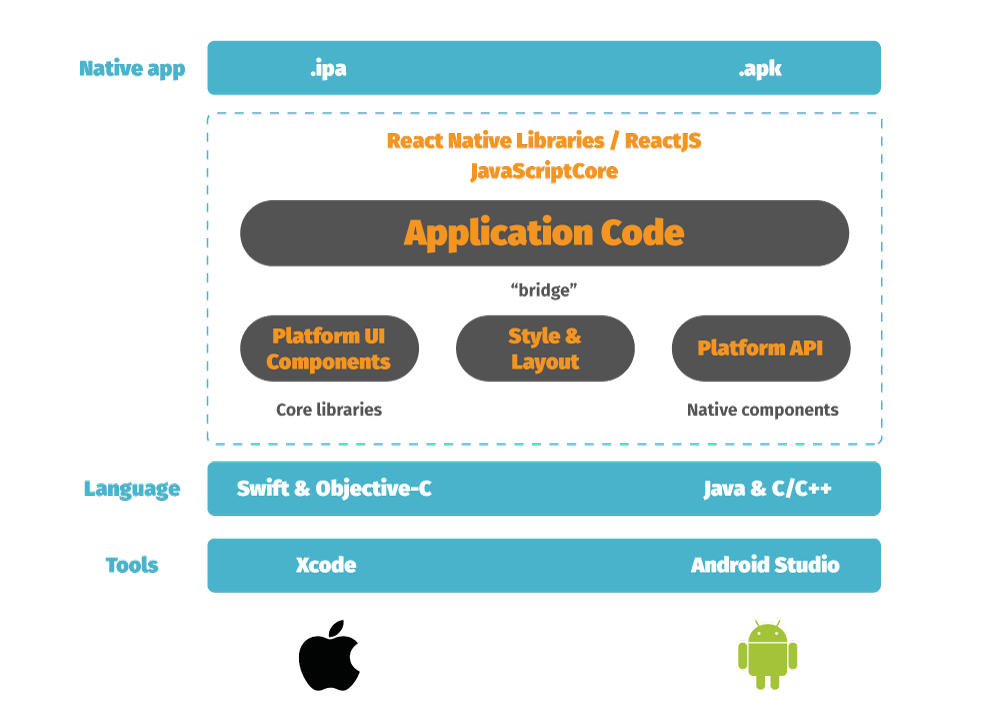 Native app
.ipa
.apk
React Native Libraries / ReactJS
JavaScriptCore
Application Code
“bridge”
Platform UI
Components
Style &
Layout
Platform API
Core libraries
Native components
Language
Swift & Objective-C
Java & C/C++
Tools
Xcode
Android Studio